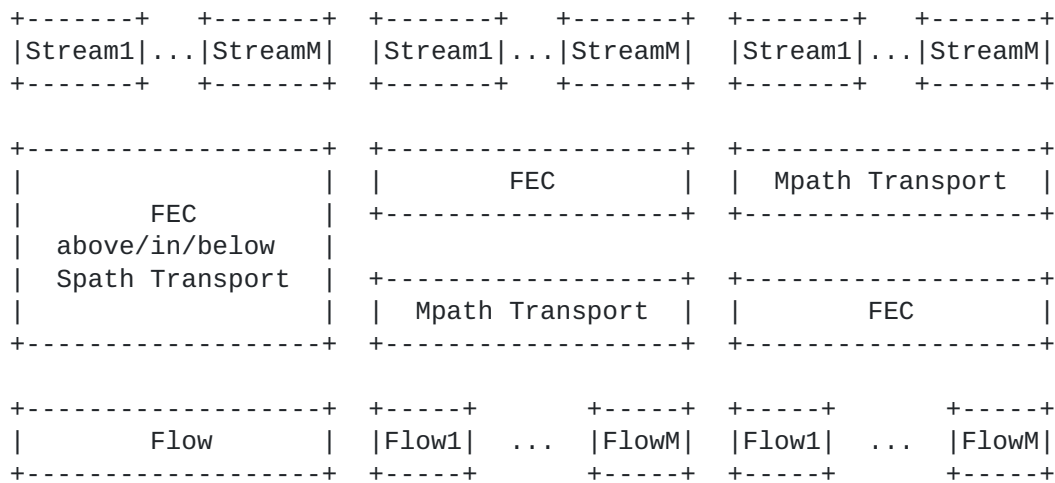 +-------+   +-------+  +-------+   +-------+  +-------+   +-------+
|Stream1|...|StreamM|  |Stream1|...|StreamM|  |Stream1|...|StreamM|
+-------+   +-------+  +-------+   +-------+  +-------+   +-------+

+-------------------+  +-------------------+  +-------------------+
|                   |  |        FEC        |  |  Mpath Transport  |
|        FEC        |  +-------------------+  +-------------------+
|  above/in/below   |
|  Spath Transport  |  +-------------------+  +-------------------+
|                   |  |  Mpath Transport  |  |        FEC        |
+-------------------+  +-------------------+  +-------------------+

+-------------------+  +-----+       +-----+  +-----+       +-----+
|        Flow       |  |Flow1|  ...  |FlowM|  |Flow1|  ...  |FlowM|
+-------------------+  +-----+       +-----+  +-----+       +-----+